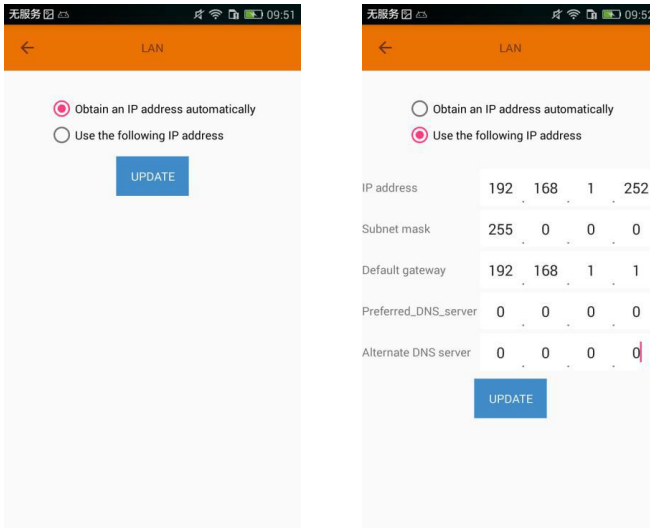 无服务 09:51
LAN
Obtain an IP address automatically
Use the following IP address
UPDATE
无服务 09:52
LAN
Obtain an IP address automatically
Use the following IP address
IP address 192 . 168 . 1 . 252
Subnet mask 255 . 0 . 0 . 0
Default gateway 192 . 168 . 1 . 1
Preferred_DNS_server 0 . 0 . 0 . 0
Alternate DNS server 0 . 0 . 0 . 0
UPDATE